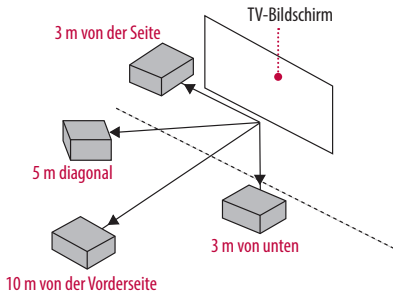 TV-Bildschirm
3 m von der Seite
5 m diagonal
3 m von unten
10 m von der Vorderseite